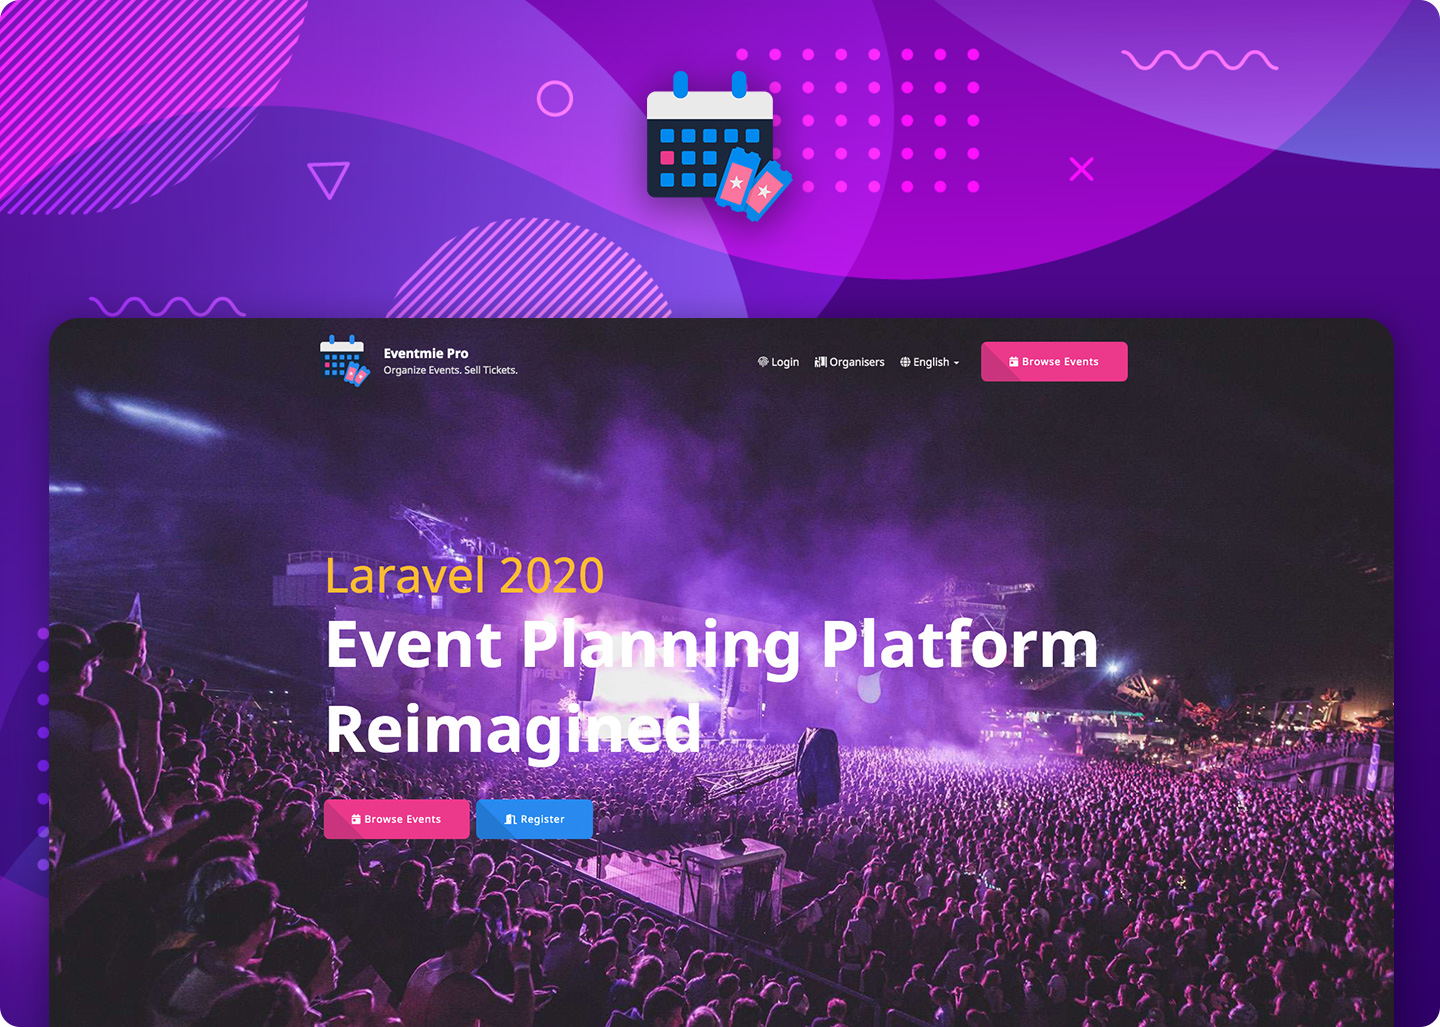 Eventmie Pro
Organize Events. Sell Tickets.
Login Organisers English Browse Events
Laravel 2020
Event Planning Platform
Reimagined
Browse Events Register